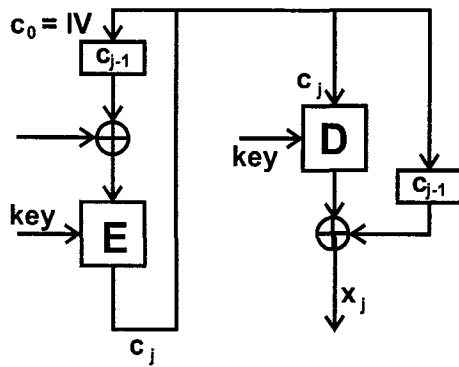 c₀ = IV
cⱼ₋₁
key
E
cⱼ
cⱼ
key
D
cⱼ₋₁
xⱼ